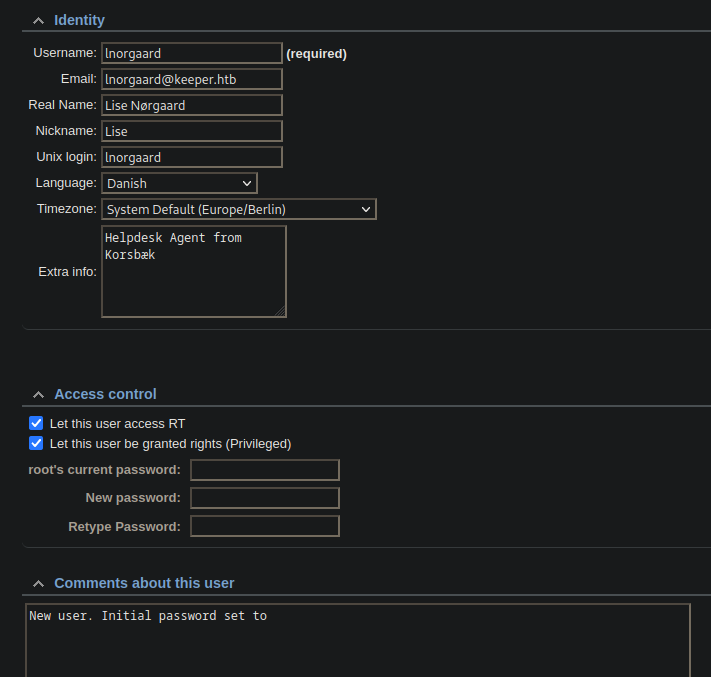 Identity
Username: lnorgaard (required)
Email: lnorgaard@keeper.htb
Real Name: Lise Nørgaard
Nickname: Lise
Unix login: lnorgaard
Language: Danish
Timezone: System Default (Europe/Berlin)
Extra info: Helpdesk Agent from
Korsbæk
Access control
Let this user access RT
Let this user be granted rights (Privileged)
root's current password:
New password:
Retype Password:
Comments about this user
New user. Initial password set to